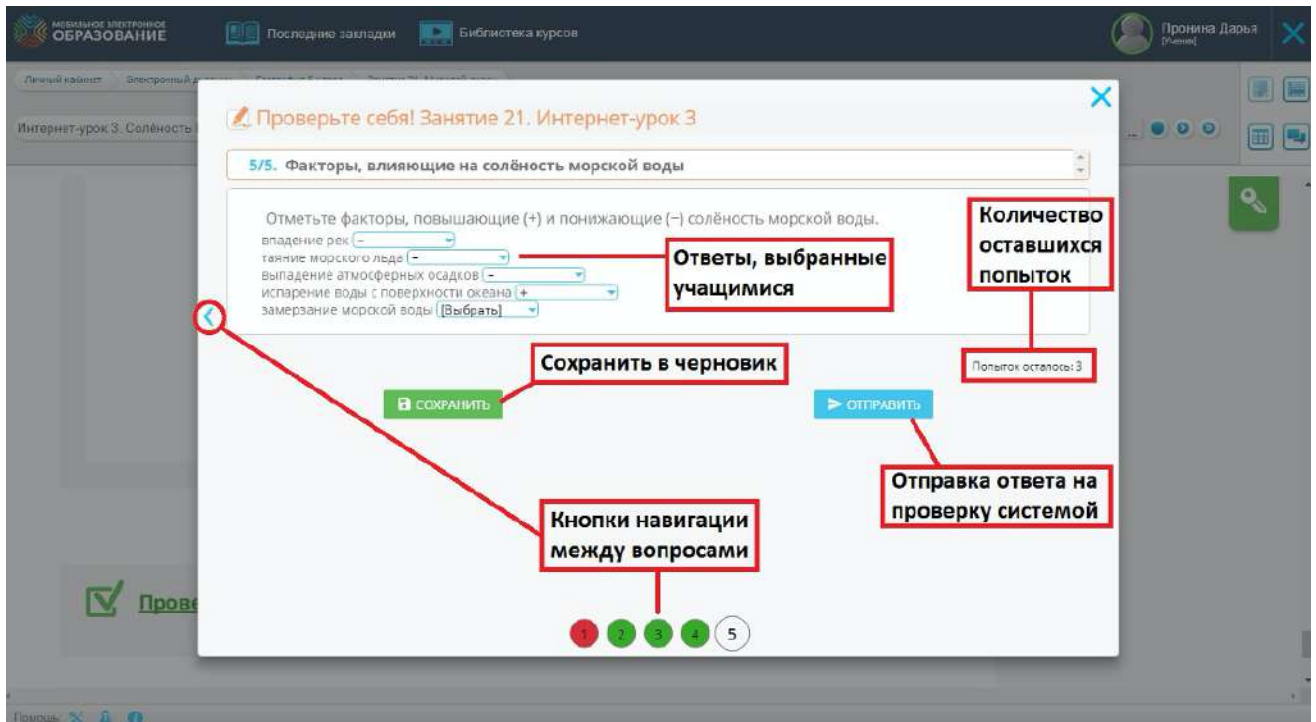 МОБИЛЬНОЕ ЭЛЕКТРОННОЕ
ОБРАЗОВАНИЕ
Последние закладки
Библиотека курсов
Пронина Дарья
[Ученик]
Личный кабинет
Интернет-урок 3. Солёность
Проверьте себя! Занятие 21. Интернет-урок 3
5/5. Факторы, влияющие на солёность морской воды
Отметьте факторы, повышающие (+) и понижающие (−) солёность морской воды.
впадение рек −
таяние морского льда −
выпадение атмосферных осадков −
испарение воды с поверхности океана +
замерзание морской воды [Выбрать]
Ответы, выбранные
учащимися
Количество
оставшихся
попыток
Попыток осталось: 3
Сохранить в черновик
СОХРАНИТЬ
ОТПРАВИТЬ
Отправка ответа на
проверку системой
Кнопки навигации
между вопросами
Прове
1 2 3 4 5
Помощь: